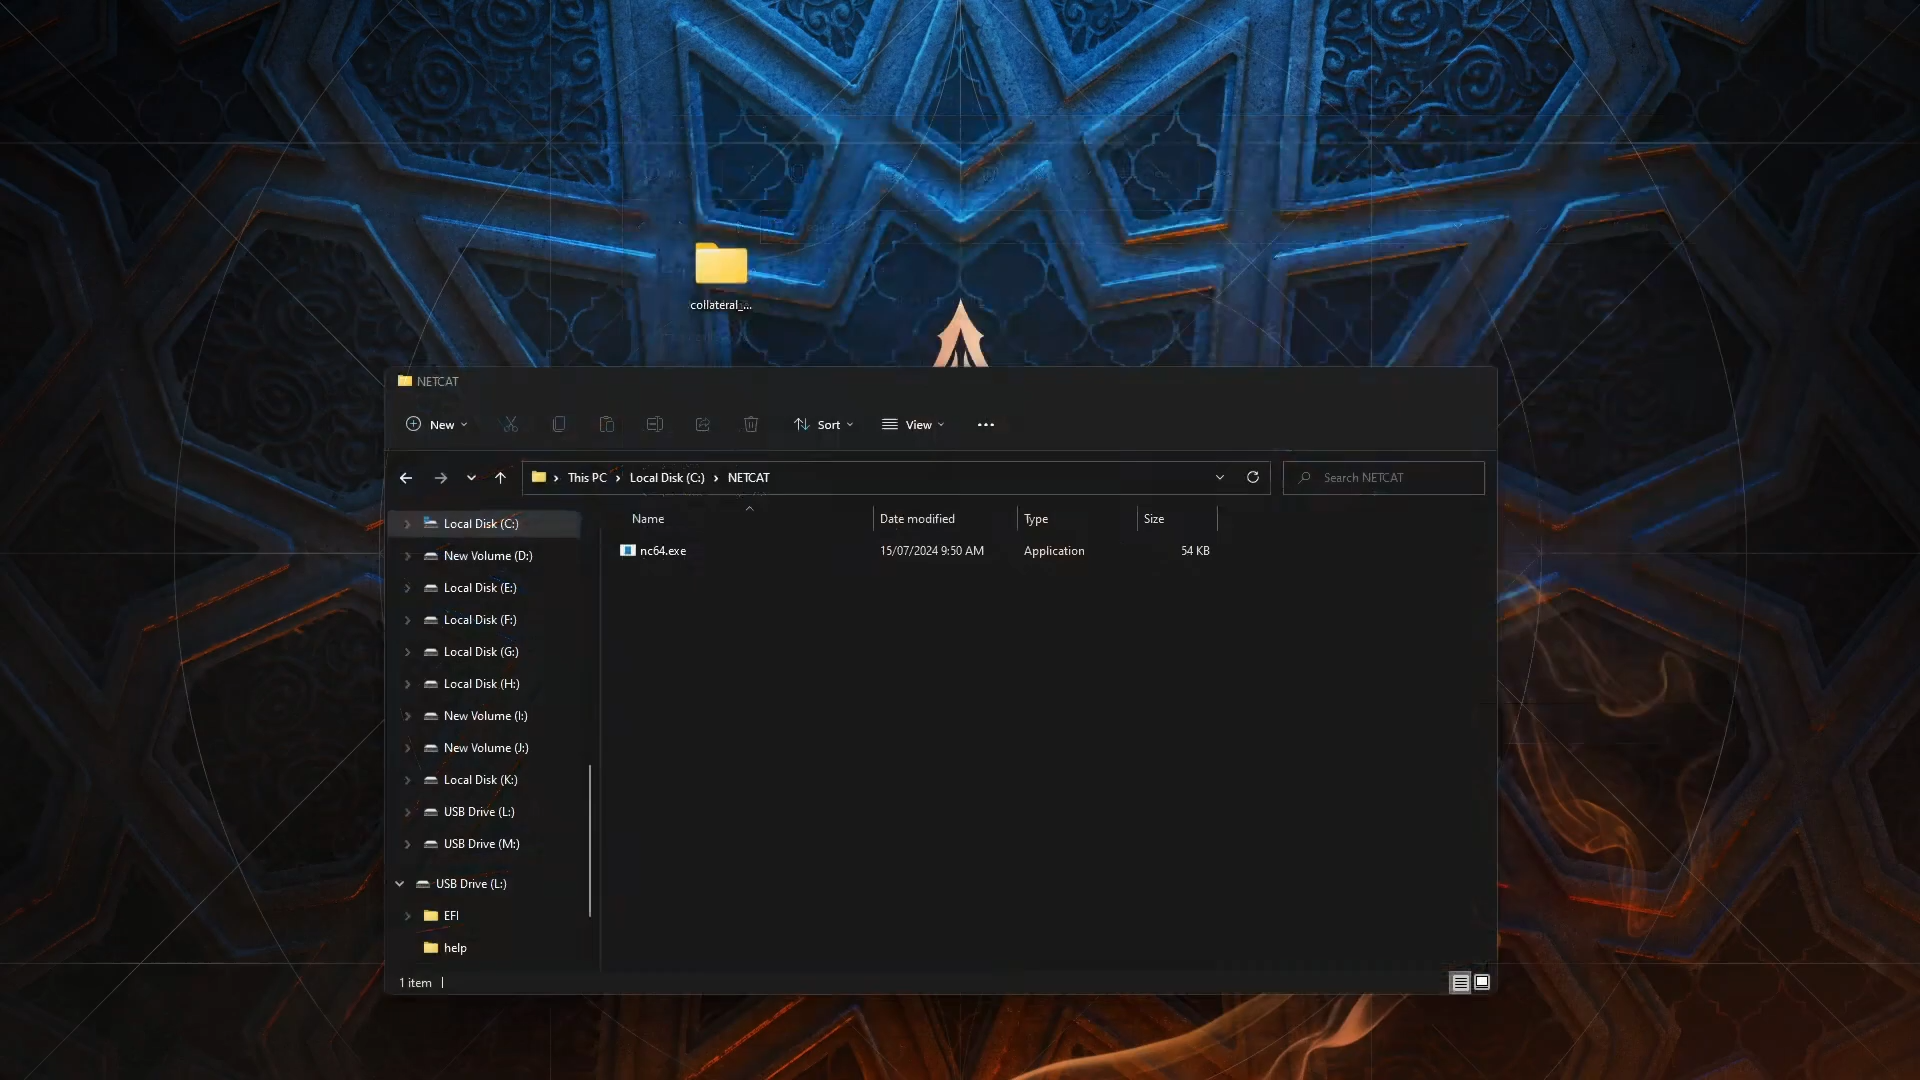 collateral_...
NETCAT
New
Sort
View
This PC
Local Disk (C:)
NETCAT
Search NETCAT
Name
Date modified
Type
Size
nc64.exe
15/07/2024 9:50 AM
Application
54 KB
Local Disk (C:)
New Volume (D:)
Local Disk (E:)
Local Disk (F:)
Local Disk (G:)
Local Disk (H:)
New Volume (I:)
New Volume (J:)
Local Disk (K:)
USB Drive (L:)
USB Drive (M:)
USB Drive (L:)
EFI
help
1 item